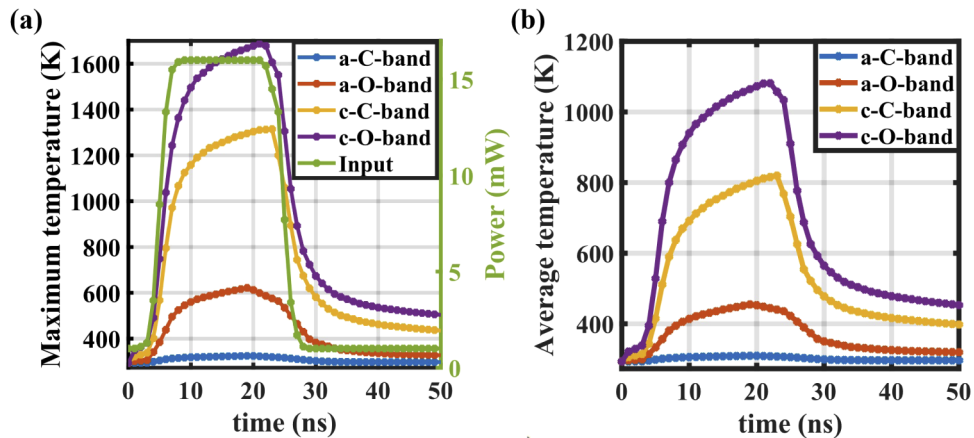 (a)
Maximum temperature (K)
1600
1400
1200
1000
800
600
400
0
10
20
30
40
50
time (ns)
15
10
5
0
Power (mW)
a-C-band
a-O-band
c-C-band
c-O-band
Input
(b)
Average temperature (K)
1200
1000
800
600
400
0
10
20
30
40
50
time (ns)
a-C-band
a-O-band
c-C-band
c-O-band